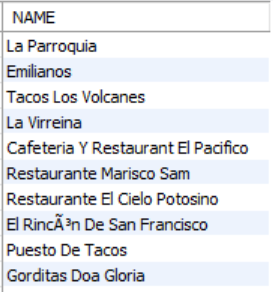 NAME
La Parroquia
Emilianos
Tacos Los Volcanes
La Virreina
Cafeteria Y Restaurant El Pacifico
Restaurante Marisco Sam
Restaurante El Cielo Potosino
El RincÃ³n De San Francisco
Puesto De Tacos
Gorditas Doa Gloria